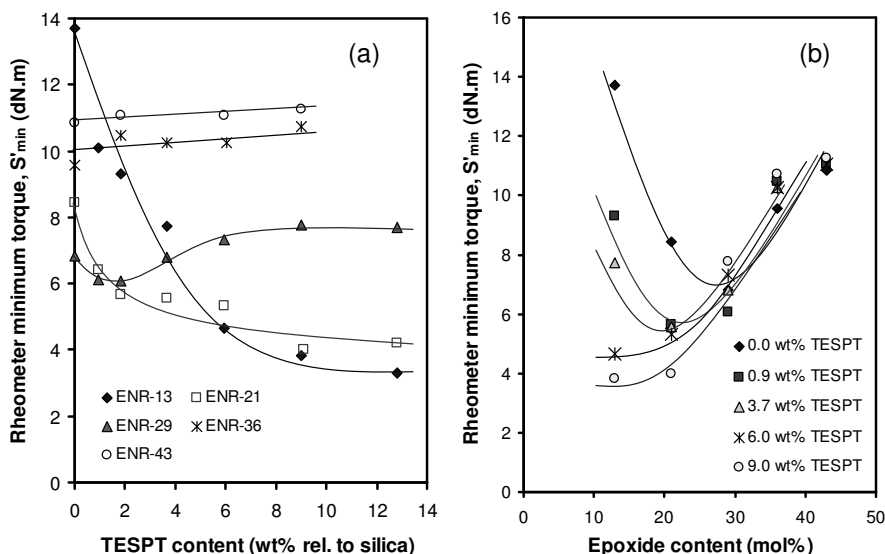 (a)
Rheometer minimum torque, S'min (dN.m)
14
12
10
8
6
4
2
0
ENR-13 ENR-21
ENR-29 ENR-36
ENR-43
0 2 4 6 8 10 12 14
TESPT content (wt% rel. to silica)
(b)
Rheometer minimum torque, S'min (dN.m)
16
14
12
10
8
6
4
2
0
0.0 wt% TESPT
0.9 wt% TESPT
3.7 wt% TESPT
6.0 wt% TESPT
9.0 wt% TESPT
0 10 20 30 40 50
Epoxide content (mol%)